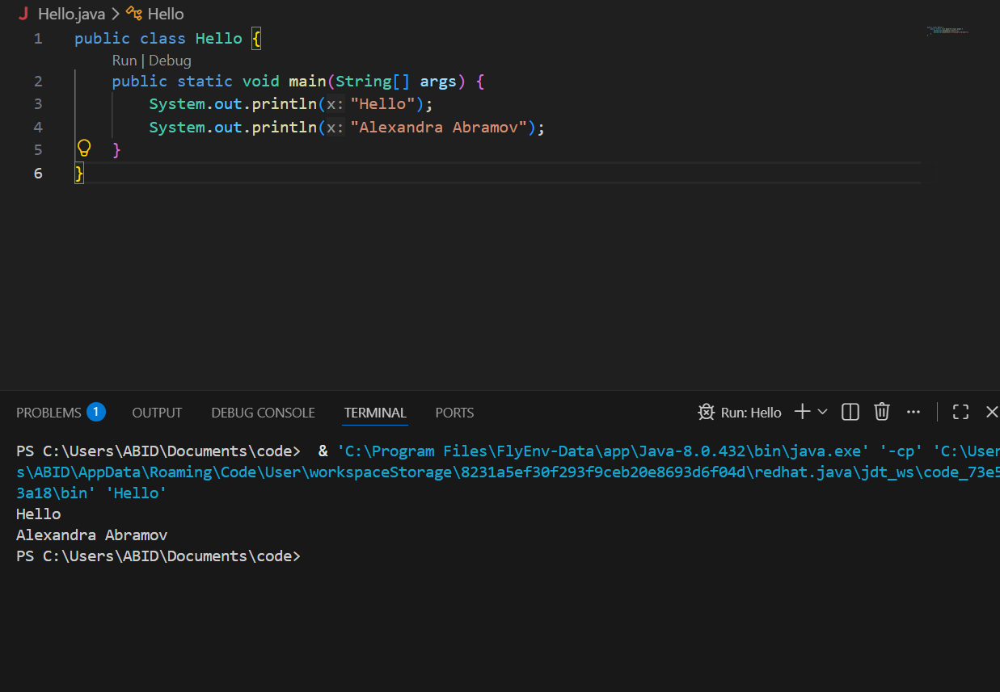 Hello.java > Hello
1 public class Hello {
Run | Debug
2 public static void main(String[] args) {
3 System.out.println(x: "Hello");
4 System.out.println(x: "Alexandra Abramov");
5 }
6 }
PROBLEMS 1 OUTPUT DEBUG CONSOLE TERMINAL PORTS Run: Hello
PS C:\Users\ABID\Documents\code> & 'C:\Program Files\FlyEnv-Data\app\Java-8.0.432\bin\java.exe' '-cp' 'C:\User
s\ABID\AppData\Roaming\Code\User\workspaceStorage\8231a5ef30f293f9ceb20e8693d6f04d\redhat.java\jdt_ws\code_73e5
3a18\bin' 'Hello'
Hello
Alexandra Abramov
PS C:\Users\ABID\Documents\code>